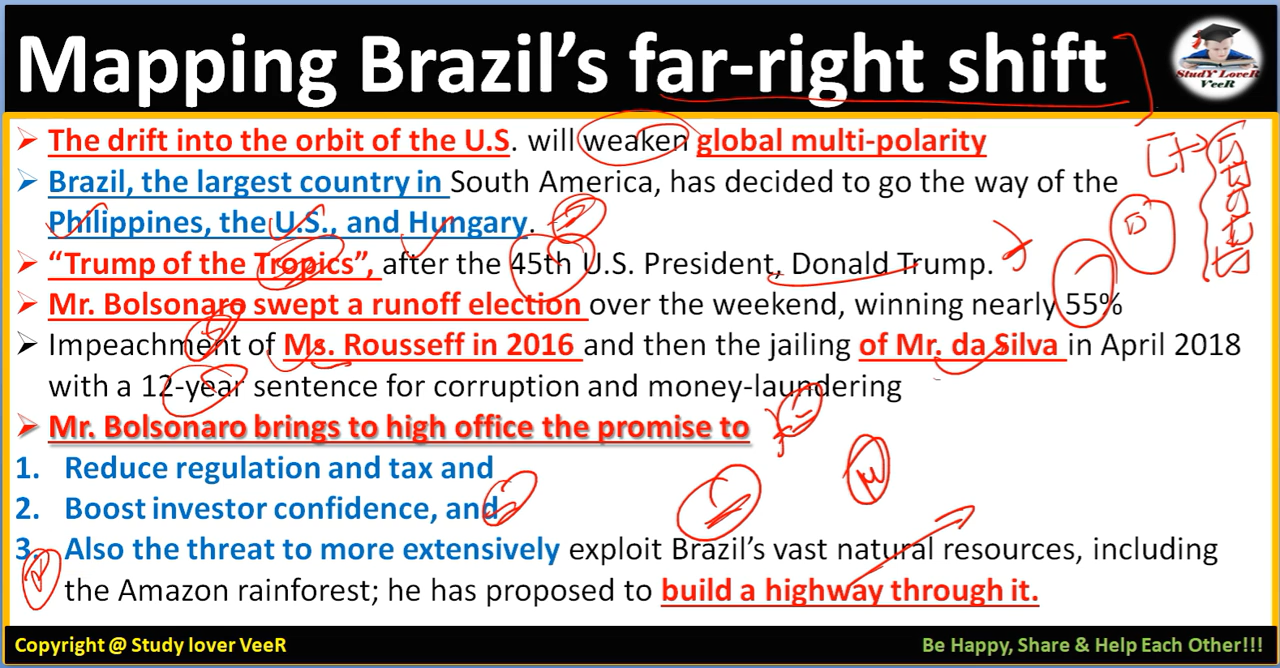 Mapping Brazil's far-right shift
StudY LoveR
VeeR
➢ The drift into the orbit of the U.S. will weaken global multi-polarity
➢ Brazil, the largest country in South America, has decided to go the way of the
Philippines, the U.S., and Hungary.
➢ "Trump of the Tropics", after the 45th U.S. President, Donald Trump.
➢ Mr. Bolsonaro swept a runoff election over the weekend, winning nearly 55%
➢ Impeachment of Ms. Rousseff in 2016 and then the jailing of Mr. da Silva in April 2018
with a 12-year sentence for corruption and money-laundering
➢ Mr. Bolsonaro brings to high office the promise to
1. Reduce regulation and tax and
2. Boost investor confidence, and
3. Also the threat to more extensively exploit Brazil's vast natural resources, including
the Amazon rainforest; he has proposed to build a highway through it.
Copyright @ Study lover VeeR
Be Happy, Share & Help Each Other!!!